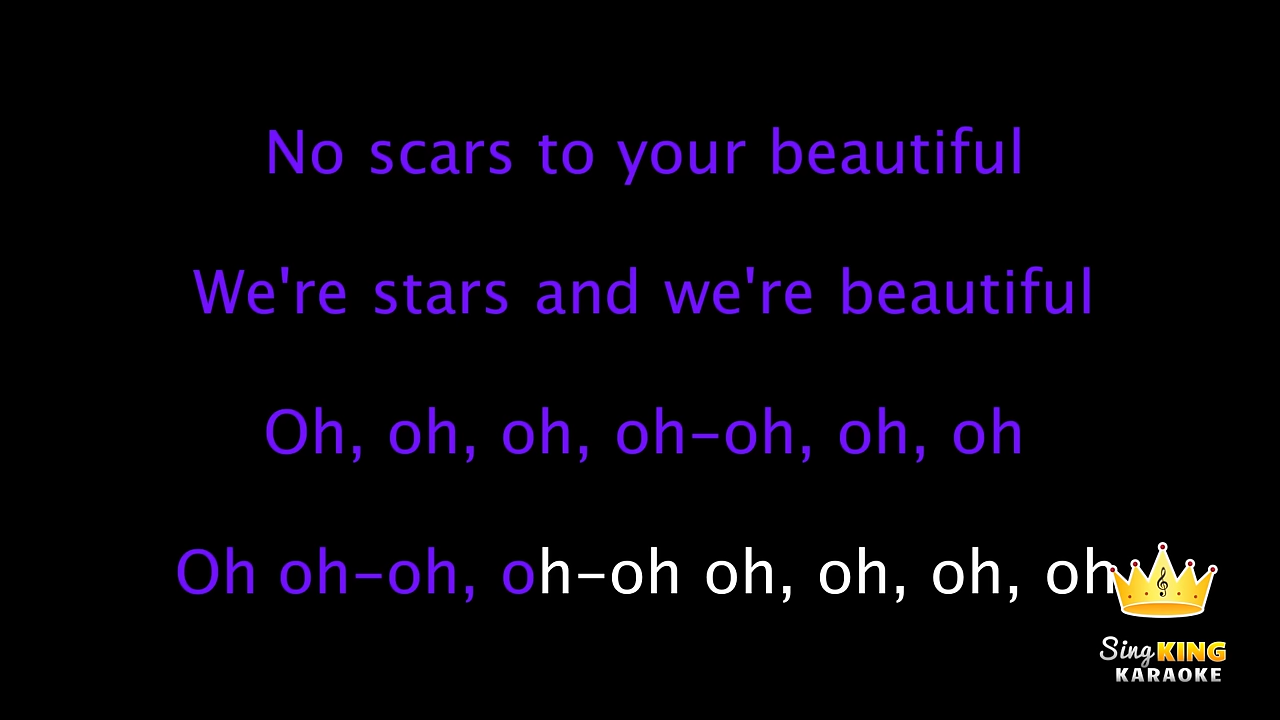 No scars to your beautiful
We're stars and we're beautiful
Oh, oh, oh, oh-oh, oh, oh
Oh oh-oh, oh-oh oh, oh, oh, oh
Sing KING
KARAOKE